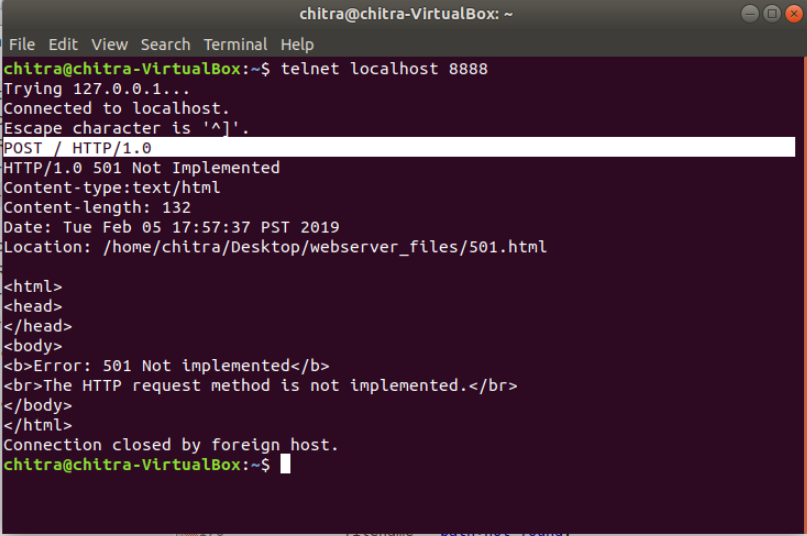 chitra@chitra-VirtualBox: ~
File Edit View Search Terminal Help
chitra@chitra-VirtualBox:~$ telnet localhost 8888
Trying 127.0.0.1...
Connected to localhost.
Escape character is '^]'.
POST / HTTP/1.0
HTTP/1.0 501 Not Implemented
Content-type:text/html
Content-length: 132
Date: Tue Feb 05 17:57:37 PST 2019
Location: /home/chitra/Desktop/webserver_files/501.html
<html>
<head>
</head>
<body>
<b>Error: 501 Not implemented</b>
<br>The HTTP request method is not implemented.</br>
</body>
</html>
Connection closed by foreign host.
chitra@chitra-VirtualBox:~$